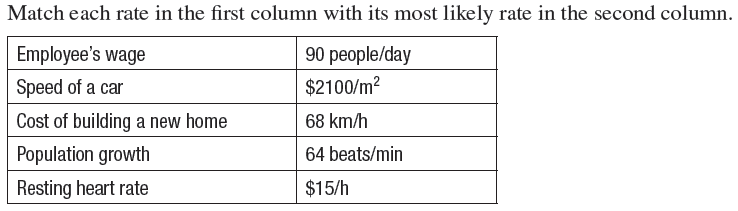 Match each rate in the first column with its most likely rate in the second column.
Employee's wage 90 people/day
Speed of a car $2100/m²
Cost of building a new home 68 km/h
Population growth 64 beats/min
Resting heart rate $15/h